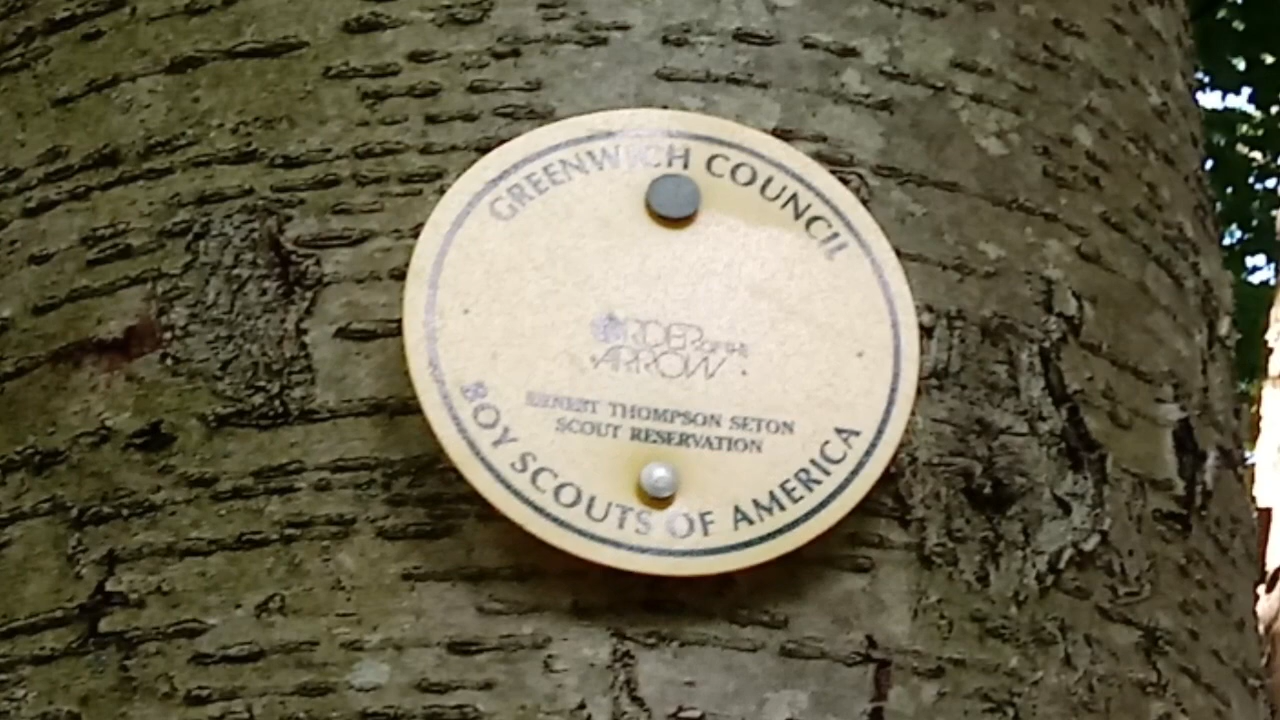 GREENWICH COUNCIL
ORDER OF THE
ARROW
ERNEST THOMPSON SETON
SCOUT RESERVATION
BOY SCOUTS OF AMERICA